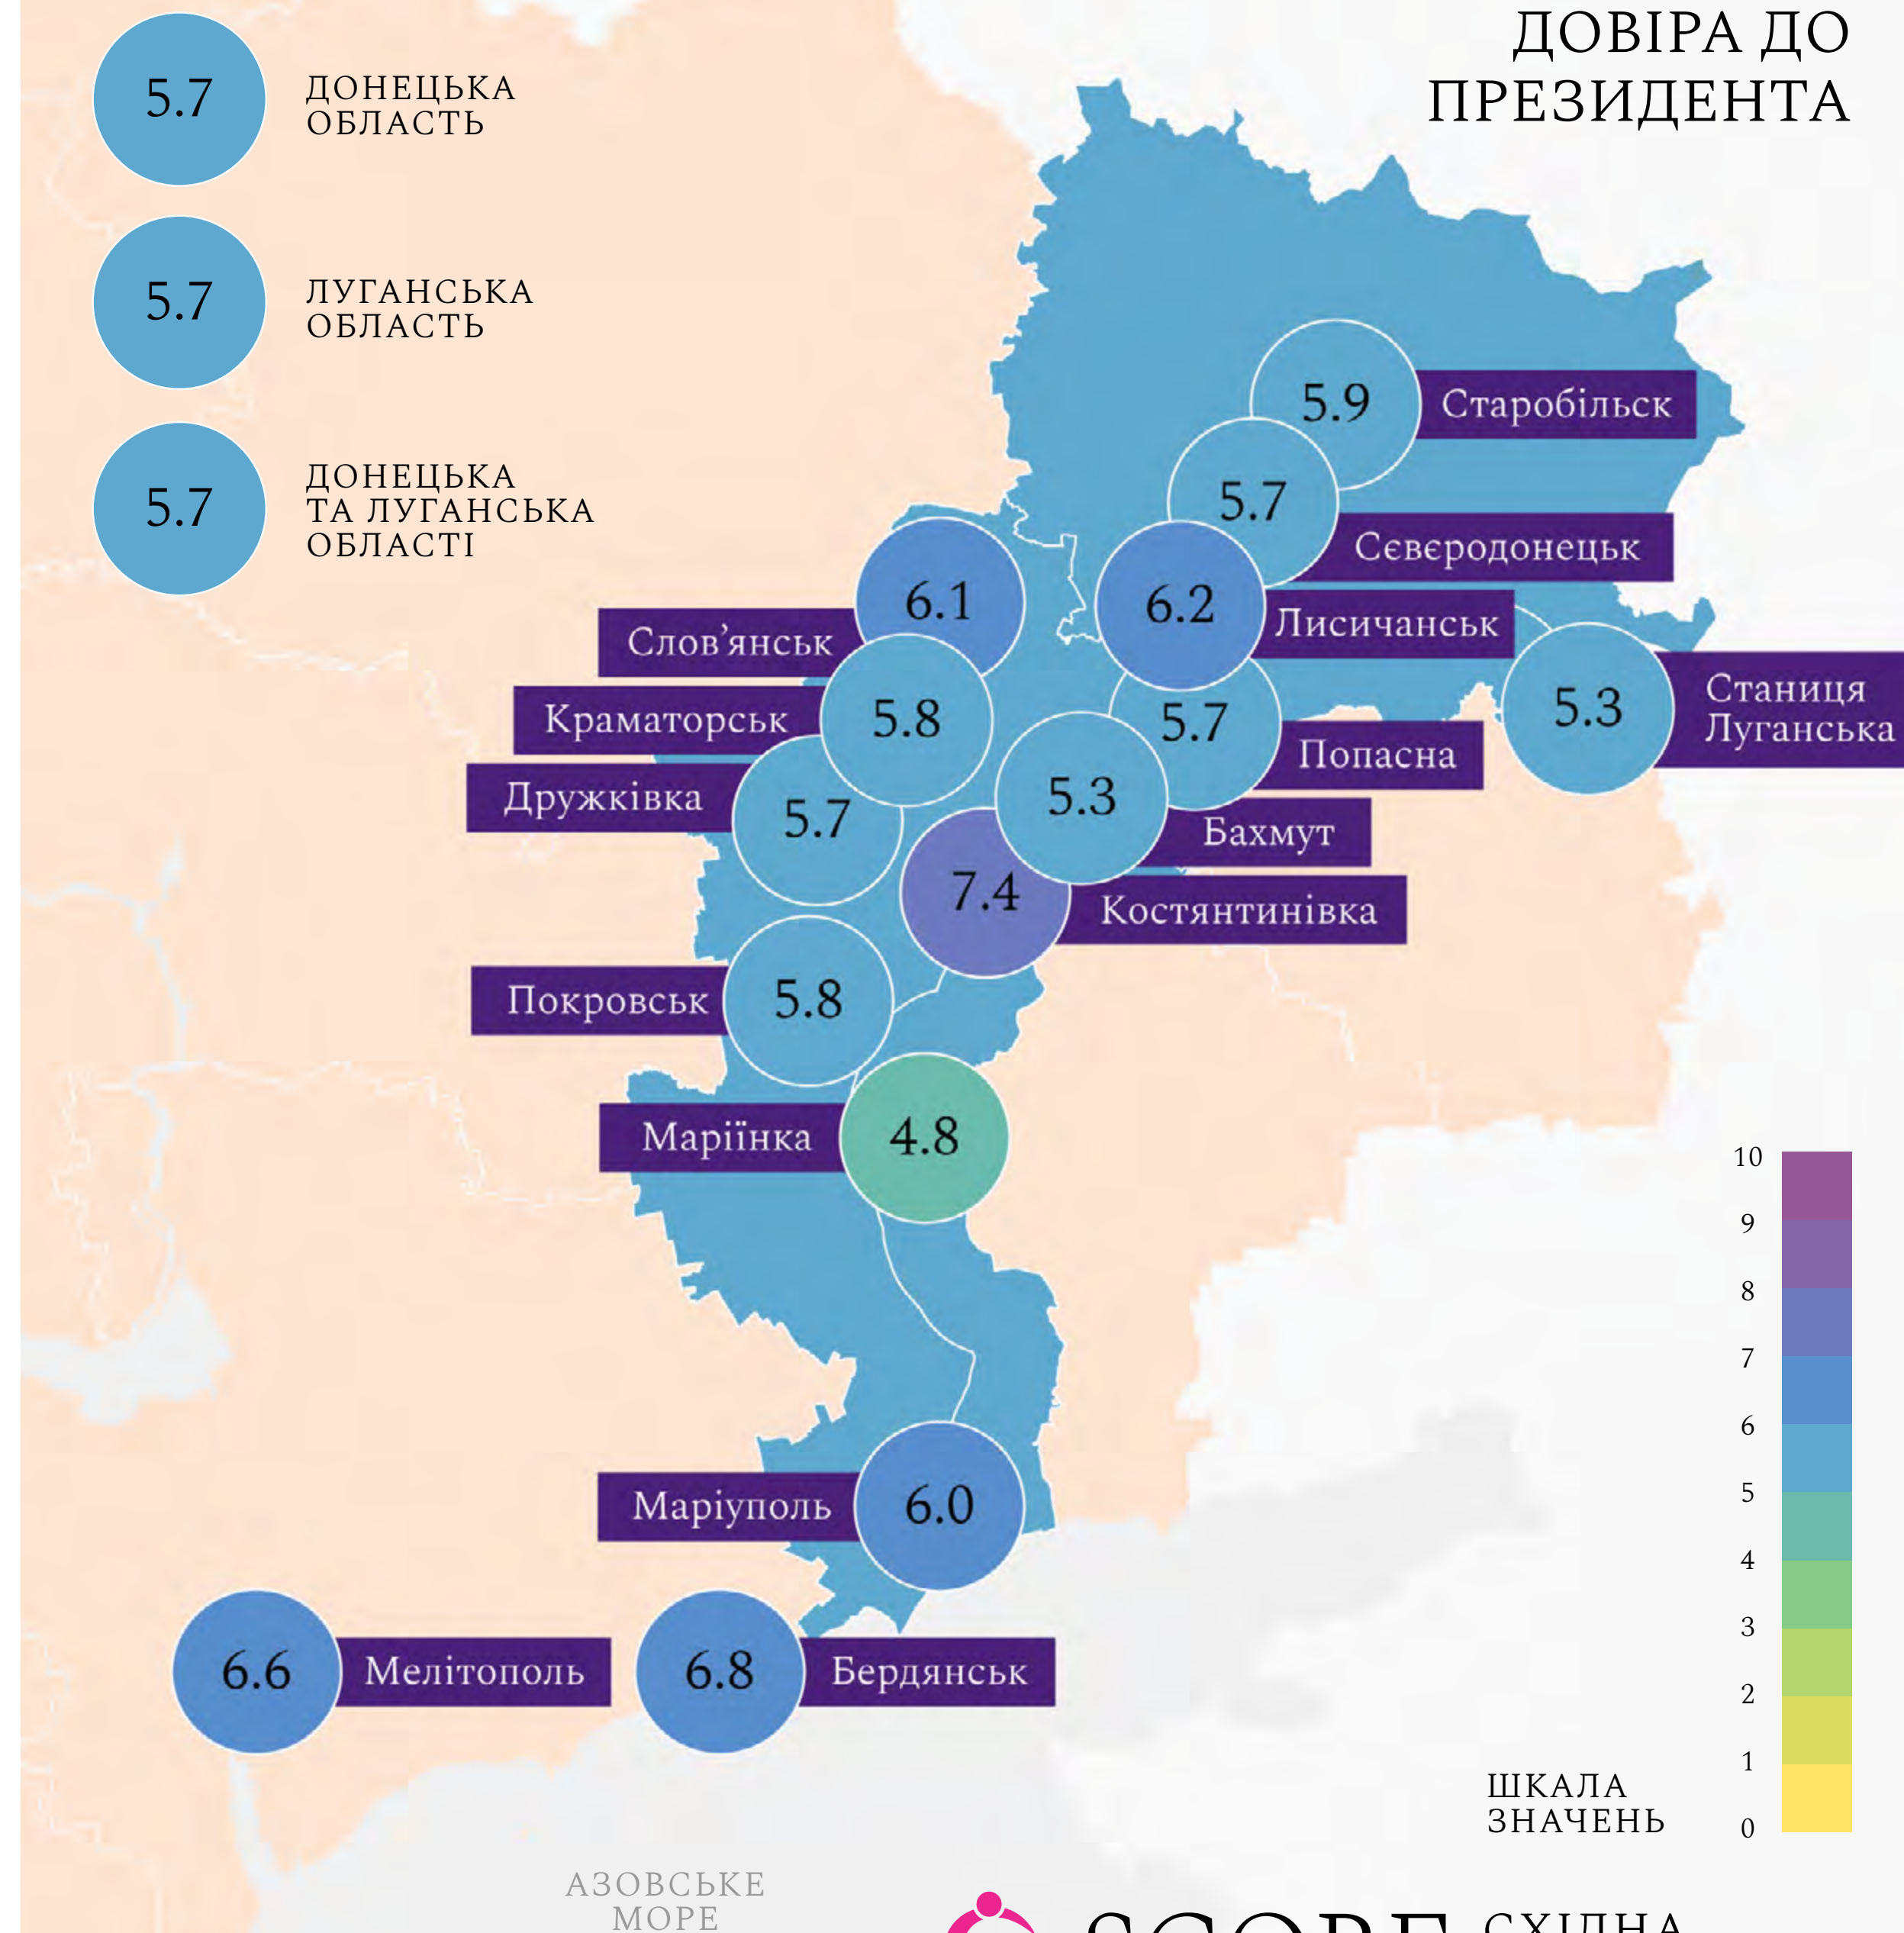 ДОВІРА ДО
ПРЕЗИДЕНТА
5.7
ДОНЕЦЬКА
ОБЛАСТЬ
5.7
ЛУГАНСЬКА
ОБЛАСТЬ
5.7
ДОНЕЦЬКА
ТА ЛУГАНСЬКА
ОБЛАСТІ
5.9
Старобільск
5.7
Сєвєродонецьк
6.1
Слов’янськ
6.2
Лисичанськ
5.3
Станиця
Луганська
Краматорськ
5.8
5.7
Попасна
Дружківка
5.7
5.3
Бахмут
7.4
Костянтинівка
Покровськ
5.8
Маріїнка
4.8
Маріуполь
6.0
6.6
Мелітополь
6.8
Бердянськ
10
9
8
7
6
5
4
3
2
1
0
ШКАЛА
ЗНАЧЕНЬ
АЗОВСЬКЕ
МОРЕ
SCORE
СХІДНА